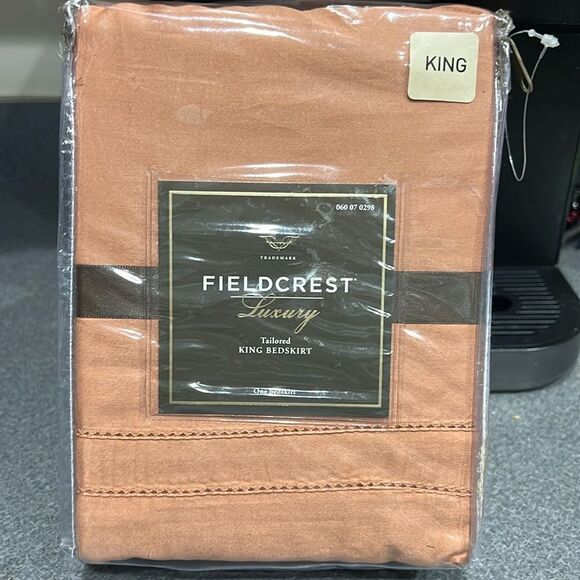 KING
060 07 0298
TRADEMARK
FIELDCREST®
Luxury
Tailored
KING BEDSKIRT
One bedskirt